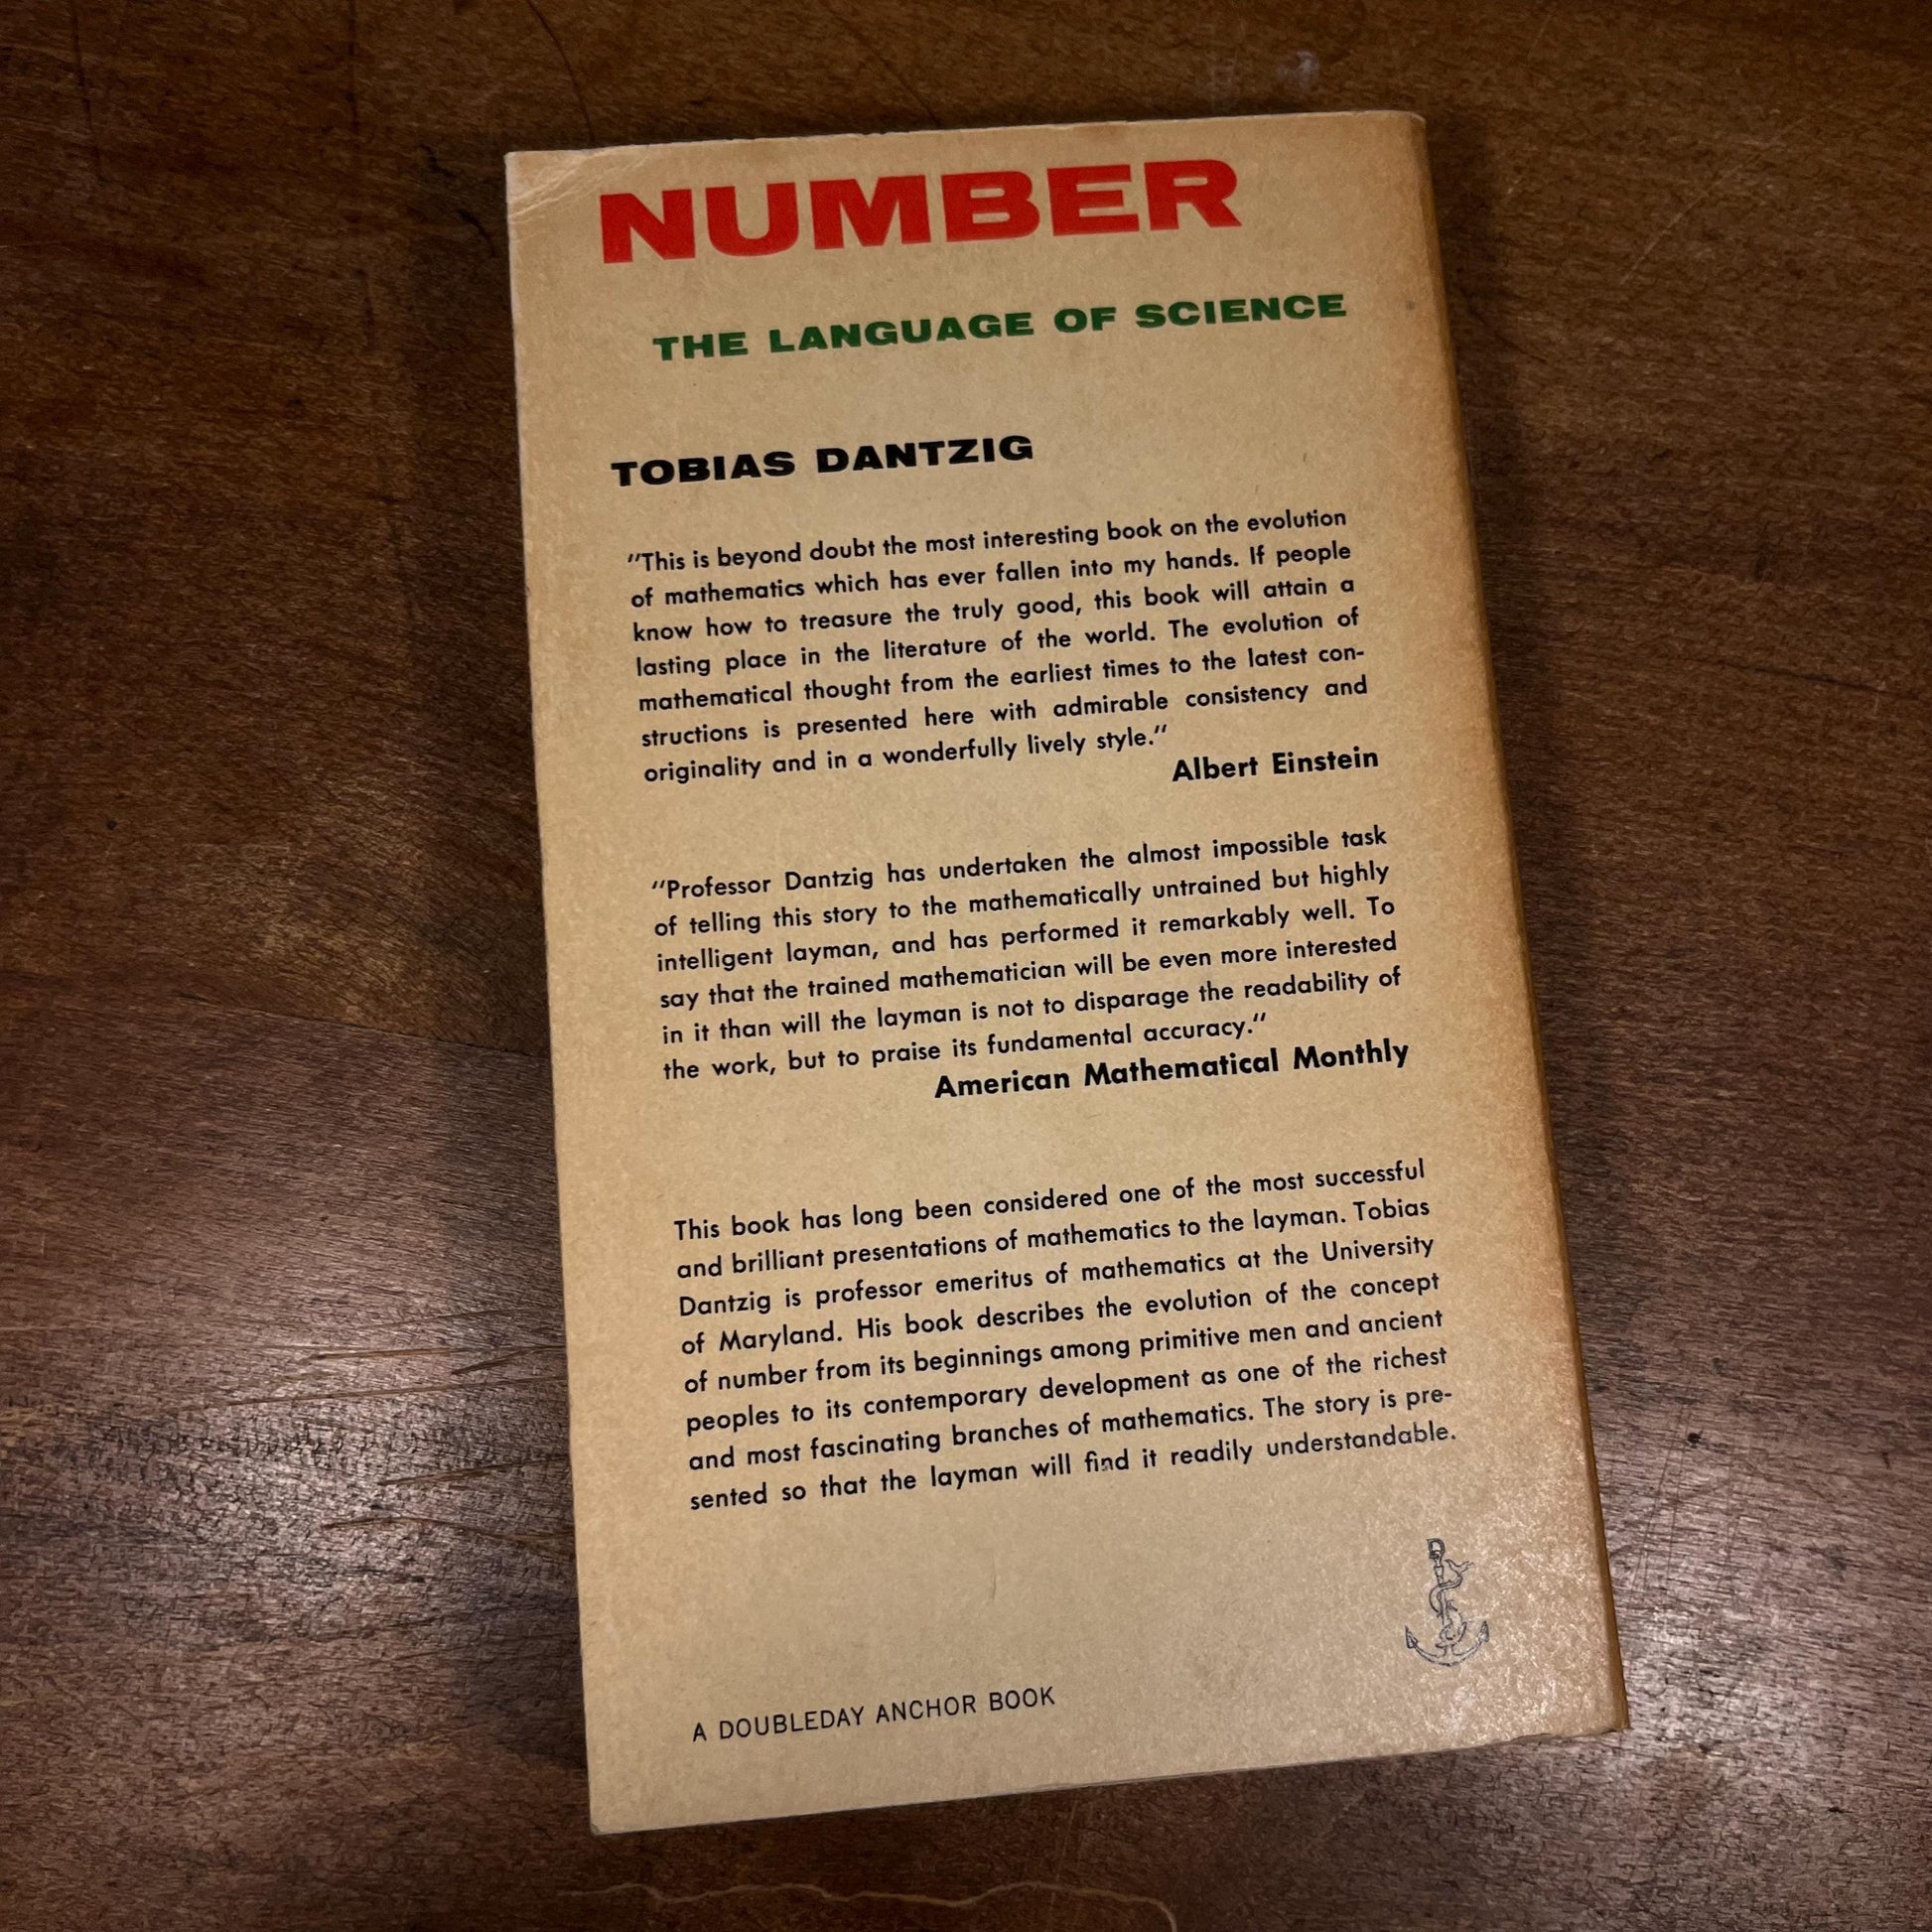 NUMBER
THE LANGUAGE OF SCIENCE
TOBIAS DANTZIG
"This is beyond doubt the most interesting book on the evolution
of mathematics which has ever fallen into my hands. If people
know how to treasure the truly good, this book will attain a
lasting place in the literature of the world. The evolution of
mathematical thought from the earliest times to the latest con-
structions is presented here with admirable consistency and
originality and in a wonderfully lively style."
Albert Einstein
"Professor Dantzig has undertaken the almost impossible task
of telling this story to the mathematically untrained but highly
intelligent layman, and has performed it remarkably well. To
say that the trained mathematician will be even more interested
in it than will the layman is not to disparage the readability of
the work, but to praise its fundamental accuracy."
American Mathematical Monthly
This book has long been considered one of the most successful
and brilliant presentations of mathematics to the layman. Tobias
Dantzig is professor emeritus of mathematics at the University
of Maryland. His book describes the evolution of the concept
of number from its beginnings among primitive men and ancient
peoples to its contemporary development as one of the richest
and most fascinating branches of mathematics. The story is pre-
sented so that the layman will find it readily understandable.
A DOUBLEDAY ANCHOR BOOK